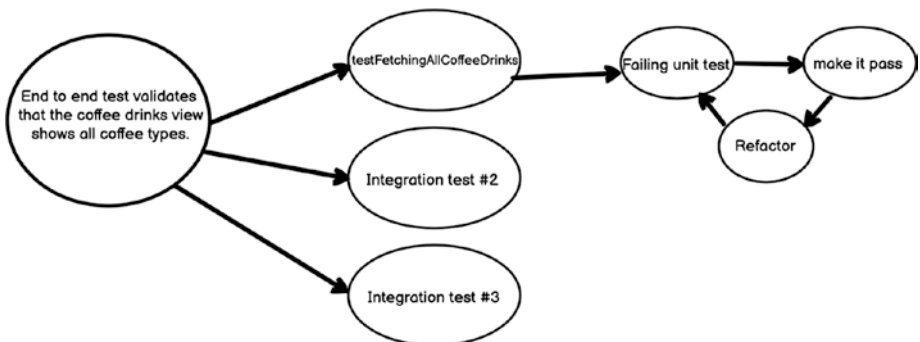 End to end test validates
that the coffee drinks view
shows all coffee types.
testFetchingAllCoffeeDrinks
Integration test #2
Integration test #3
Failing unit test
make it pass
Refactor